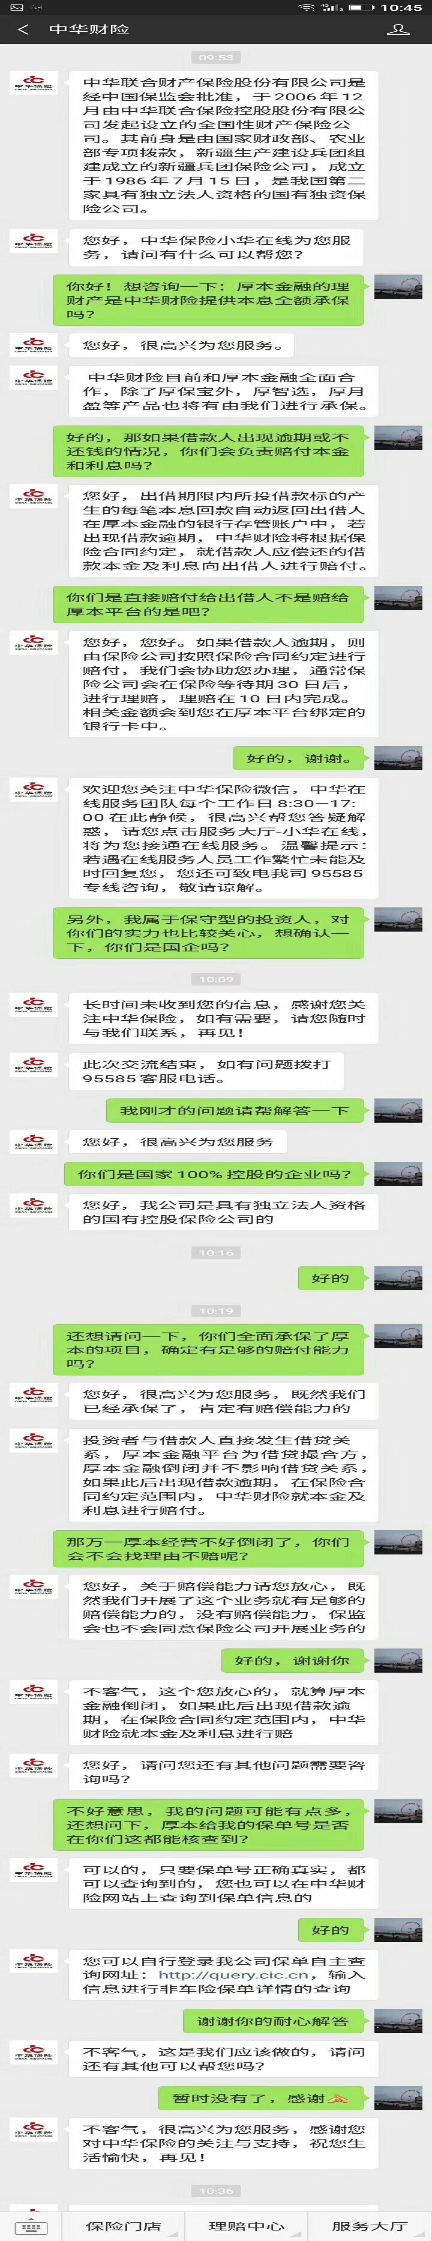 10:45
中华财险
09:53
中华联合财产保险股份有限公司是
经中国保监会批准，于2006年12
月由中华联合保险控股股份有限公
司发起设立的全国性财产保险公
司。其前身是由国家财政部、农业
部专项拨款，新疆生产建设兵团组
建成立的新疆兵团保险公司，成立
于1986年7月15日，是我国第二
家具有独立法人资格的国有独资保
险公司。
您好，中华保险小华在线为您服
务，请问有什么可以帮您？
你好！想咨询一下：厚本金融的理
财产是中华财险提供本息全额承保
吗？
您好，很高兴为您服务。
中华财险目前和厚本金融全面合
作，除了厚保宝外，厚智选，厚月
盈等产品也将有由我们进行承保。
好的，那如果借款人出现逾期或不
还钱的情况，你们会负责赔付本金
和利息吗？
您好，出借期限内所投借款标的产
生的每笔本息回款自动返回出借人
在厚本金融的银行存管账户中，若
出现借款逾期，中华财险将根据保
险合同约定，就借款人应偿还的借
款本金及利息向出借人进行赔付。
你们是直接赔付给出借人不是赔给
厚本平台的是吧？
您好，您好。如果借款人逾期，则
由保险公司按照保险合同约定进行
赔付，我们会协助您办理，通常保
险公司会在保险等待期30日后，
进行理赔，理赔在10日内完成。
相关金额会到您在厚本平台绑定的
银行卡中。
好的，谢谢。
欢迎您关注中华保险微信，中华在
线服务团队每个工作日8:30—17:
00在此静候，很高兴帮您答疑解
惑，请您点击服务大厅-小华在线，
将为您接通在线服务。温馨提示：
若遇在线服务人员工作繁忙未能及
时回复您，您还可致电我司95585
专线咨询，敬请谅解。
另外，我属于保守型的投资人，对
你们的实力也比较关心，想确认一
下，你们是国企吗？
10:09
长时间未收到您的信息，感谢您关
注中华保险，如有需要，请您随时
与我们联系，再见！
此次交流结束，如有问题拨打
95585客服电话。
我刚才的问题请帮解答一下
您好，很高兴为您服务
你们是国家100%控股的企业吗？
您好，我公司是具有独立法人资格
的国有控股保险公司的
10:16
好的
10:19
还想请问一下，你们全面承保了厚
本的项目，确定有足够的赔付能力
吗？
您好，很高兴为您服务，既然我们
已经承保了，肯定有赔偿能力的
投资者与借款人直接发生借贷关
系，厚本金融平台为借贷撮合方，
厚本金融倒闭并不影响借贷关系，
如果此后出现借款逾期，在保险合
同约定范围内，中华财险就本金及
利息进行赔付。
那万一厚本经营不好倒闭了，你们
会不会找理由不赔呢？
您好，关于赔偿能力请您放心，既
然我们开展了这个业务就有足够的
赔偿能力的，没有赔偿能力，保监
会也不会同意保险公司开展业务的
好的，谢谢你
不客气，这个您放心的，就算厚本
金融倒闭，如果此后出现借款逾
期，在保险合同约定范围内，中华
财险就本金及利息进行赔
您好，请问您还有其他问题需要咨
询吗？
不好意思，我的问题可能有点多，
还想问下，厚本给我的保单号是否
在你们这都能核查到？
可以的，只要保单号正确真实，都
可以查询到的，您也可以在中华财
险网站上查询到保单信息的
好的
您可以自行登录我公司保单自主查
询网址：http://query.cic.cn，输入
信息进行非车险保单详情的查询
谢谢你的耐心解答
不客气，这是我们应该做的，请问
还有其他可以帮您吗？
暂时没有了，感谢
不客气，很高兴为您服务，感谢您
对中华保险的关注与支持，祝您生
活愉快，再见！
10:36
保险门店 理赔中心 服务大厅